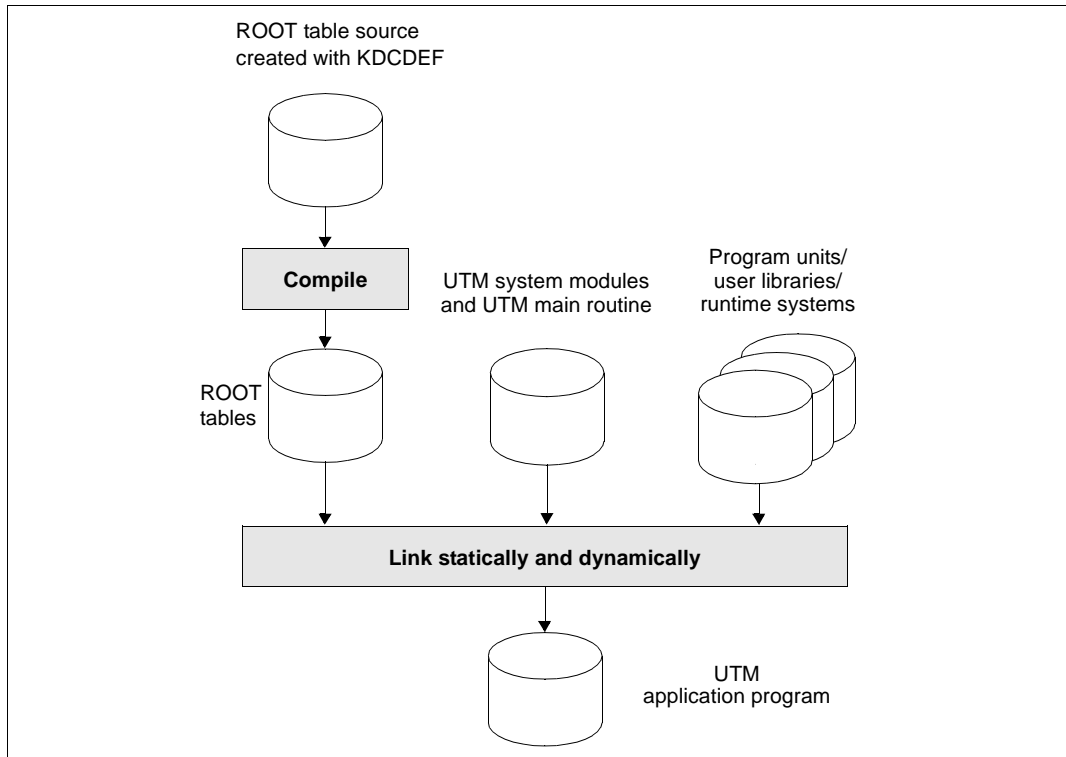 ROOT table source
created with KDCDEF
Compile
UTM system modules
and UTM main routine
Program units/
user libraries/
runtime systems
ROOT
tables
Link statically and dynamically
UTM
application program